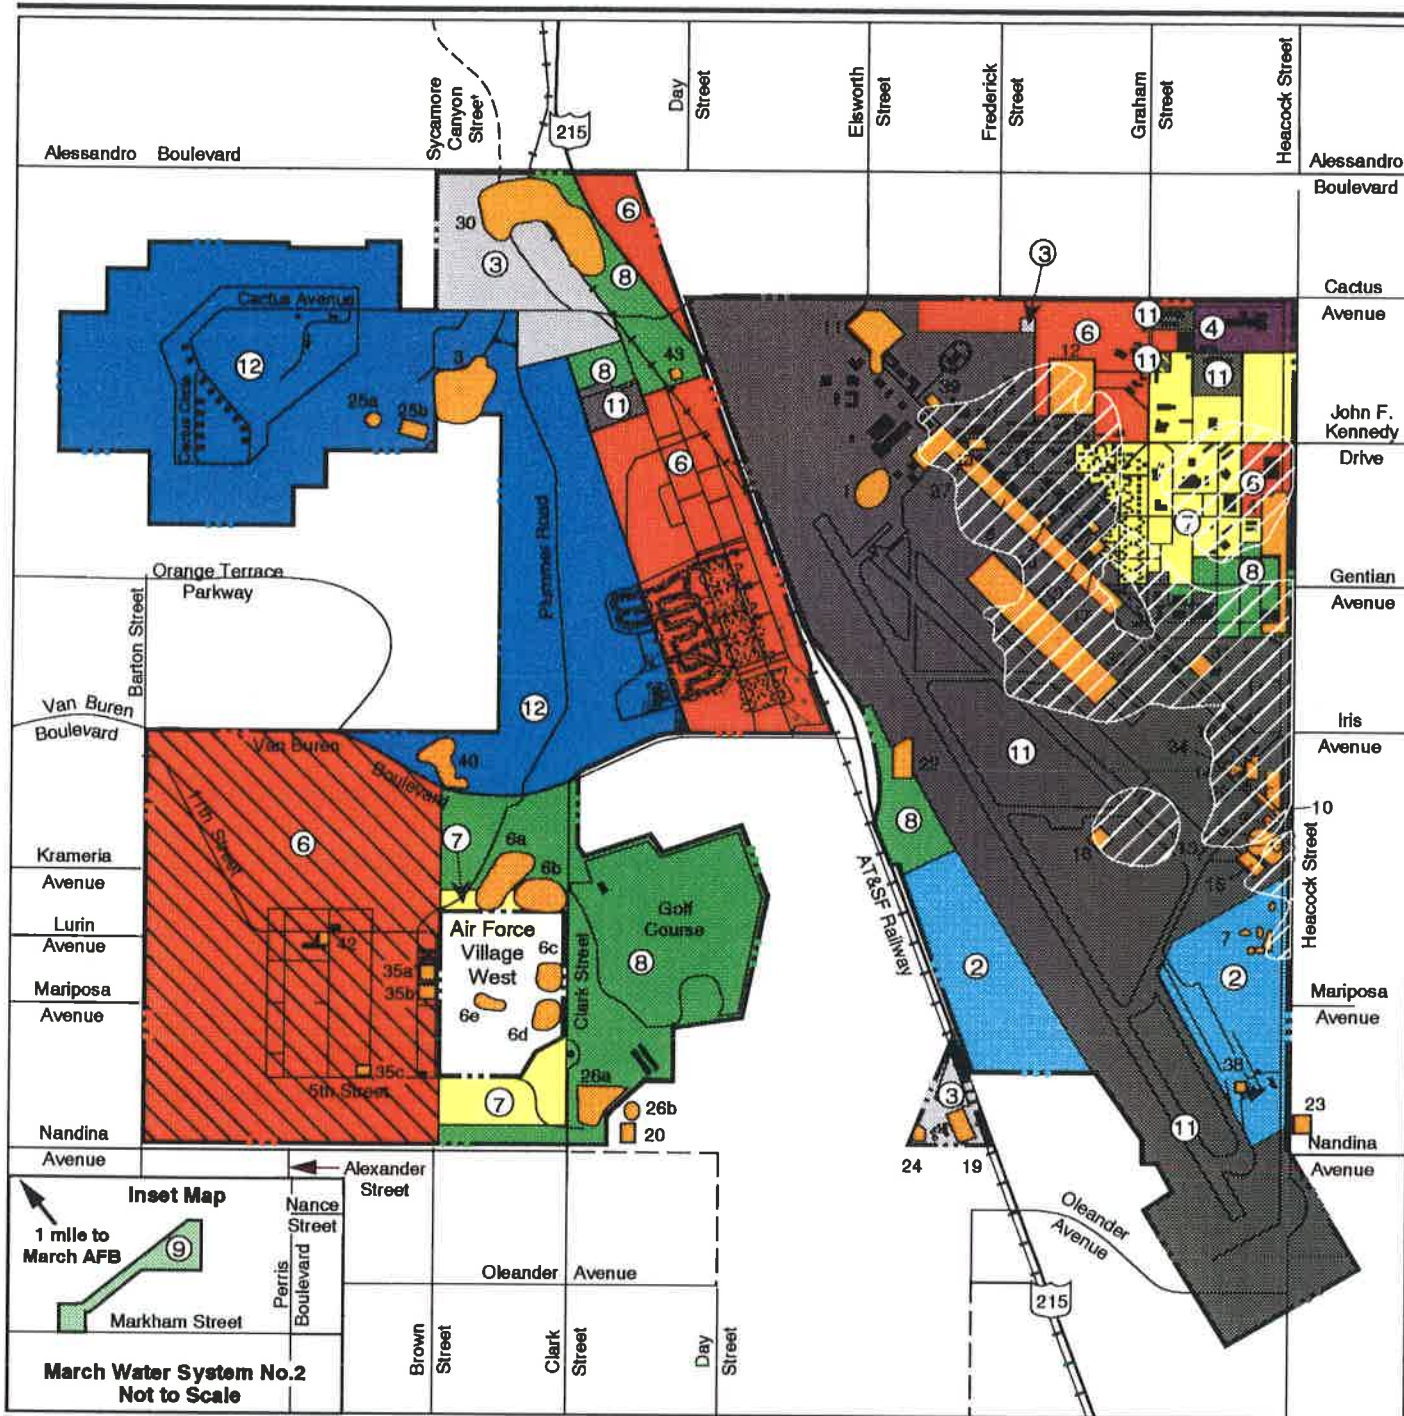 Sycamore
Canyon
Street
215
Day
Street
Elsworth
Street
Frederick
Street
Graham
Street
Heacock Street
Alessandro Boulevard
Alessandro
Boulevard
30
3
6
8
3
Cactus
Avenue
Cactus Avenue
Cactus Circle
12
3
25a
25b
43
8
11
6
11
12
6
11
11
4
11
39
John F.
Kennedy
Drive
1
27
6
7
8
Orange Terrace
Parkway
Barton Street
Plummer Road
Gentian
Avenue
Van Buren
Boulevard
Van Buren
Boulevard
12
40
Iris
Avenue
11
34
29
8
10
11th Street
6
7
6a
6b
18
15
16
Krameria
Avenue
Lurin
Avenue
Mariposa
Avenue
Air Force
Village
West
6c
6d
6e
42
35a
35b
35c
5th Street
Clark Street
Golf
Course
8
AT&SF Railway
2
7
2
Heacock Street
Mariposa
Avenue
7
26a
26b
20
3
24
19
38
11
23
Nandina
Avenue
Nandina
Avenue
Alexander
Street
Inset Map
1 mile to
March AFB
9
Nance
Street
Perris
Boulevard
Markham Street
March Water System No.2
Not to Scale
Oleander Avenue
Brown
Street
Clark
Street
Day
Street
Oleander
Avenue
215